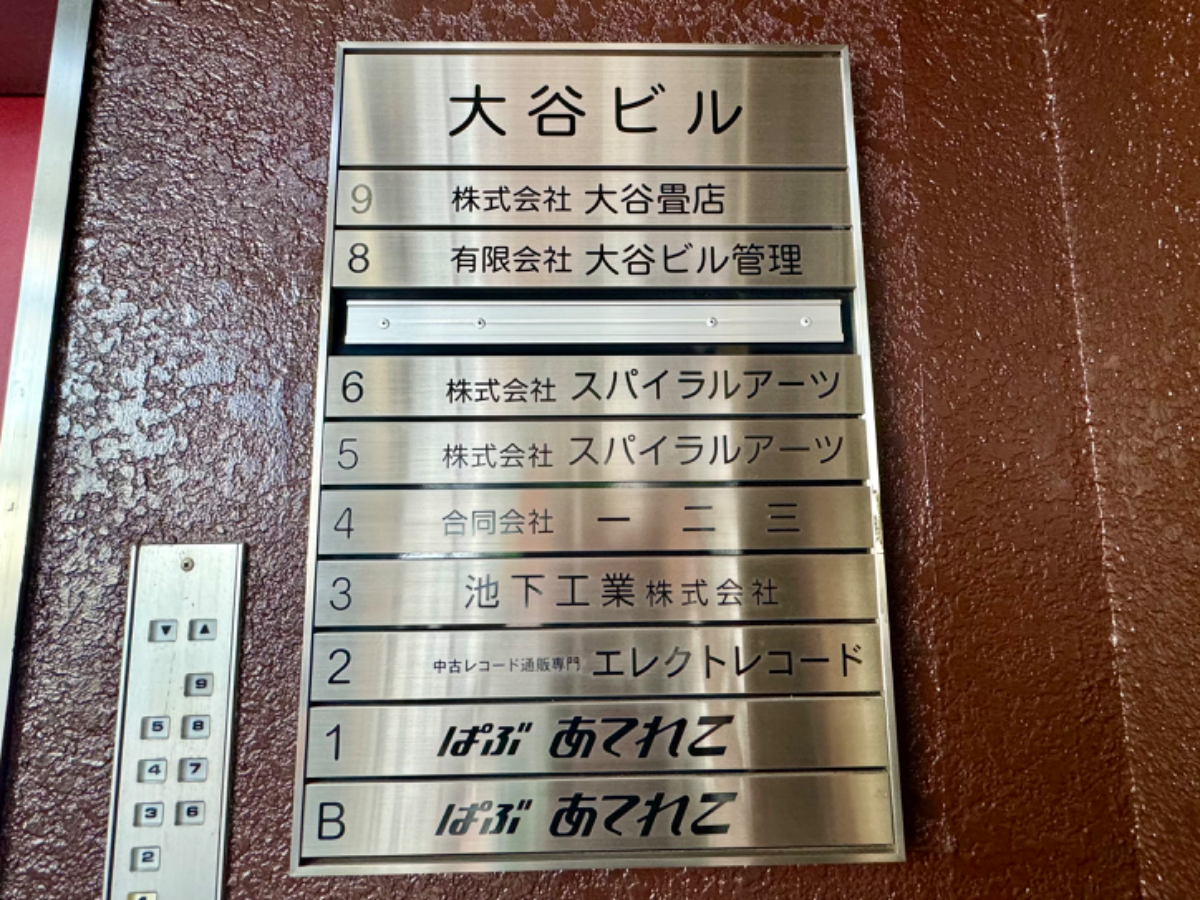 大谷ビル
9 株式会社 大谷畳店
8 有限会社 大谷ビル管理
6 株式会社 スパイラルアーツ
5 株式会社 スパイラルアーツ
4 合同会社 一二三
3 池下工業株式会社
2 中古レコード通販専門 エレクトレコード
1 ぱぶ あてれこ
B ぱぶ あてれこ
▼ ▲
9
5 8
4 7
3 6
2